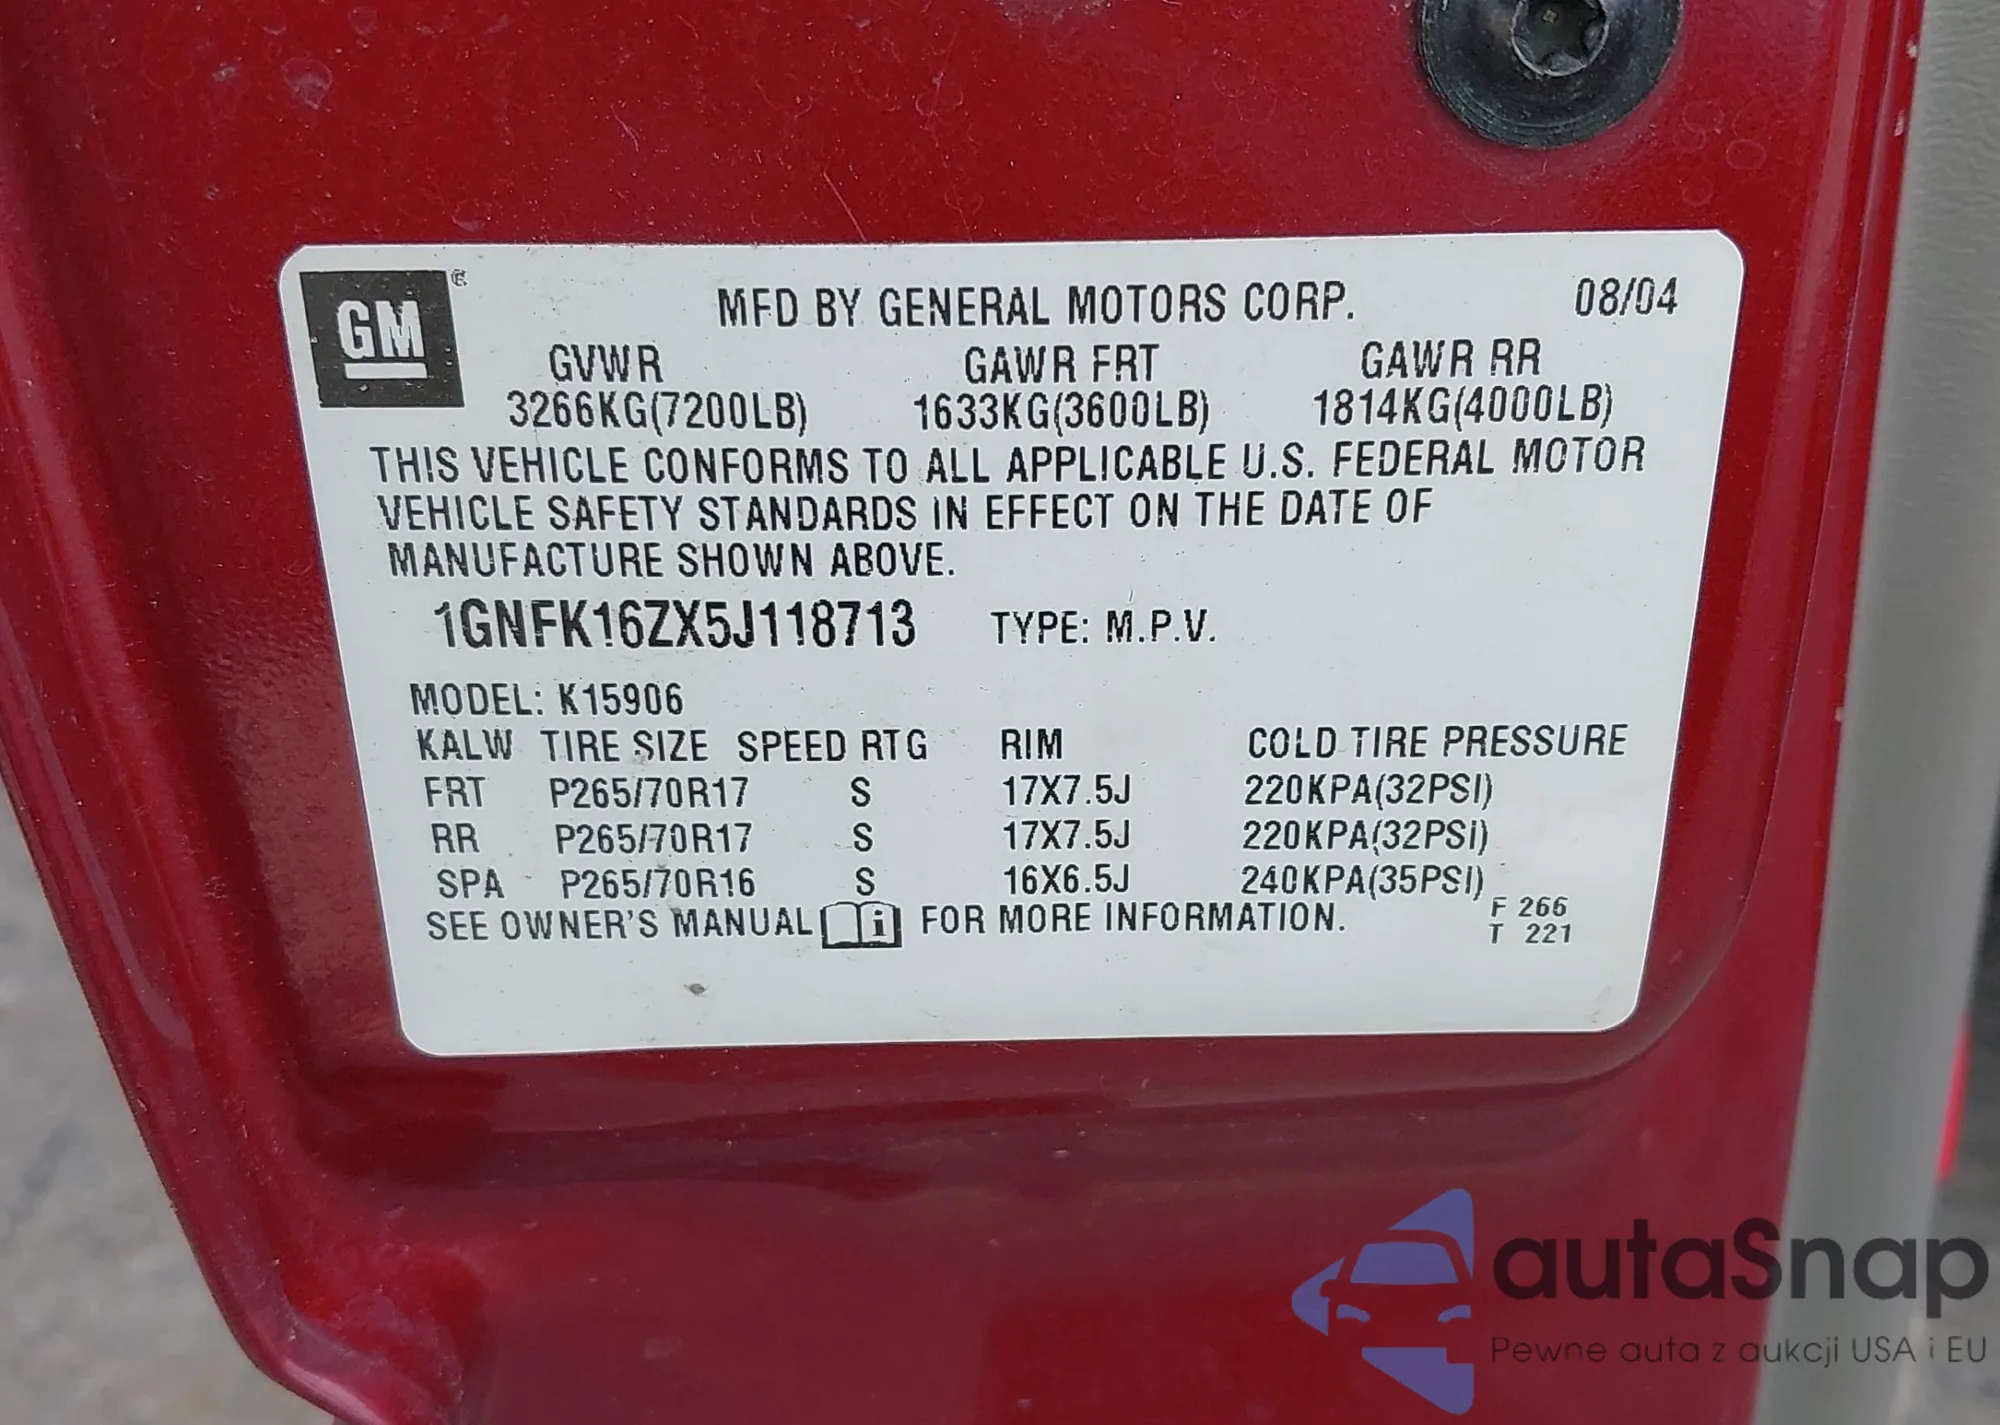 GM®
MFD BY GENERAL MOTORS CORP. 08/04
GVWR GAWR FRT GAWR RR
3266KG(7200LB) 1633KG(3600LB) 1814KG(4000LB)
THIS VEHICLE CONFORMS TO ALL APPLICABLE U.S. FEDERAL MOTOR
VEHICLE SAFETY STANDARDS IN EFFECT ON THE DATE OF
MANUFACTURE SHOWN ABOVE.
1GNFK16ZX5J118713 TYPE: M.P.V.
MODEL: K15906
KALW TIRE SIZE SPEED RTG RIM COLD TIRE PRESSURE
FRT P265/70R17 S 17X7.5J 220KPA(32PSI)
RR P265/70R17 S 17X7.5J 220KPA(32PSI)
SPA P265/70R16 S 16X6.5J 240KPA(35PSI)
SEE OWNER'S MANUAL i FOR MORE INFORMATION.
F 266
T 221
autaSnap
Pewne auta z aukcji USA i EU